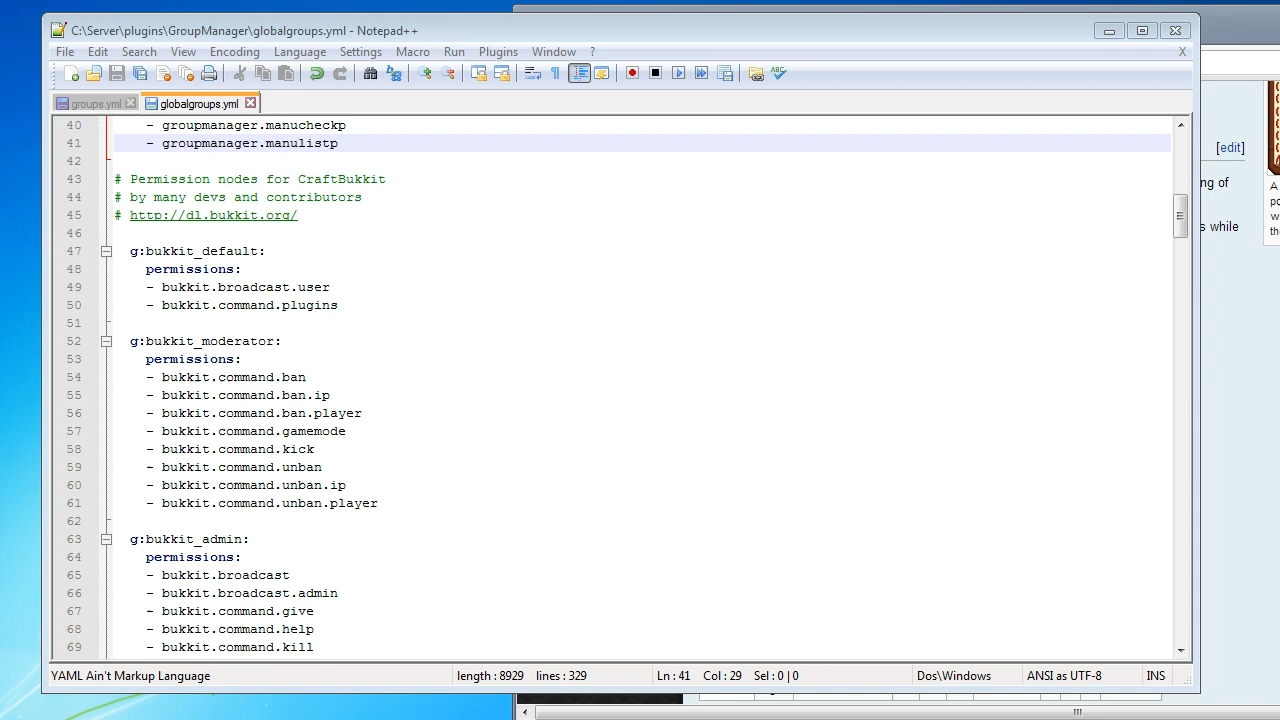 C:\Server\plugins\GroupManager\globalgroups.yml - Notepad++
File Edit Search View Encoding Language Settings Macro Run Plugins Window ? X
groups.yml globalgroups.yml
40 - groupmanager.manucheckp
41 - groupmanager.manulistp
42
43 # Permission nodes for CraftBukkit
44 # by many devs and contributors
45 # http://dl.bukkit.org/
46
47 g:bukkit_default:
48 permissions:
49 - bukkit.broadcast.user
50 - bukkit.command.plugins
51
52 g:bukkit_moderator:
53 permissions:
54 - bukkit.command.ban
55 - bukkit.command.ban.ip
56 - bukkit.command.ban.player
57 - bukkit.command.gamemode
58 - bukkit.command.kick
59 - bukkit.command.unban
60 - bukkit.command.unban.ip
61 - bukkit.command.unban.player
62
63 g:bukkit_admin:
64 permissions:
65 - bukkit.broadcast
66 - bukkit.broadcast.admin
67 - bukkit.command.give
68 - bukkit.command.help
69 - bukkit.command.kill
YAML Ain't Markup Language length : 8929 lines : 329 Ln : 41 Col : 29 Sel : 0 | 0 Dos\Windows ANSI as UTF-8 INS
[edit]
ng of
s while
A
po
w
the